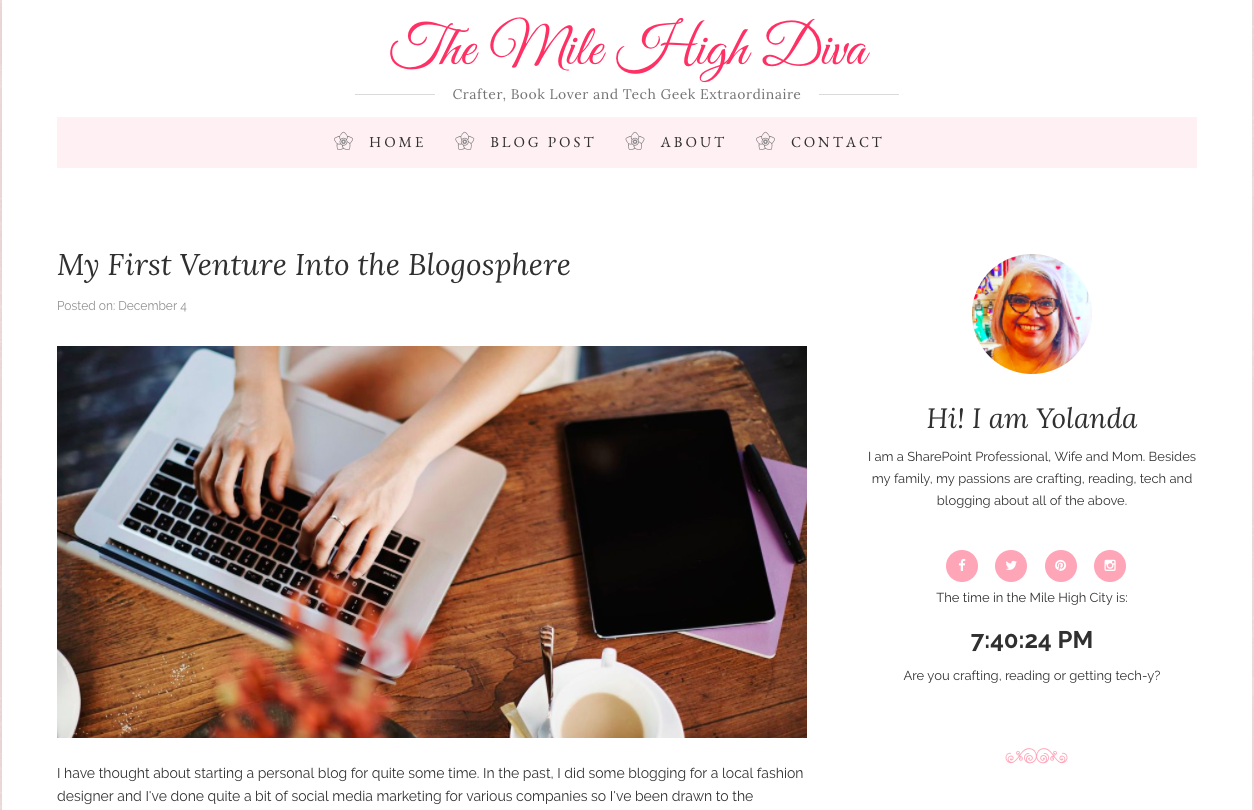 The Mile High Diva
Crafter, Book Lover and Tech Geek Extraordinaire
HOME BLOG POST ABOUT CONTACT
My First Venture Into the Blogosphere
Posted on: December 4
Hi! I am Yolanda
I am a SharePoint Professional, Wife and Mom. Besides
my family, my passions are crafting, reading, tech and
blogging about all of the above.
The time in the Mile High City is:
7:40:24 PM
Are you crafting, reading or getting tech-y?
I have thought about starting a personal blog for quite some time. In the past, I did some blogging for a local fashion
designer and I've done quite a bit of social media marketing for various companies so I've been drawn to the